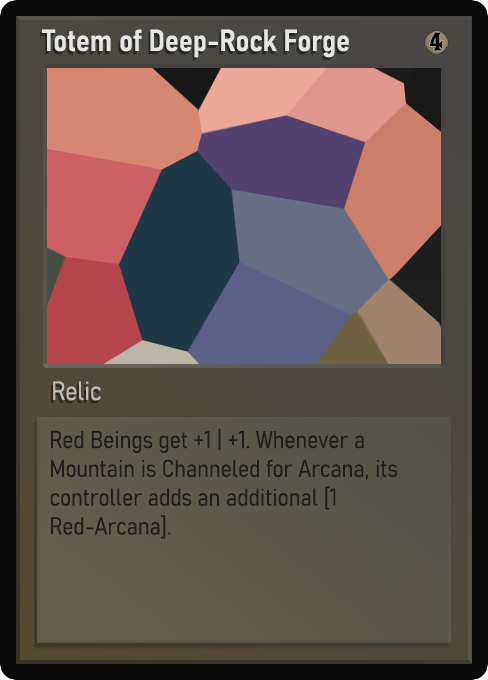 Totem of Deep-Rock Forge 4
Relic
Red Beings get +1 | +1. Whenever a
Mountain is Channeled for Arcana, its
controller adds an additional [1
Red-Arcana].